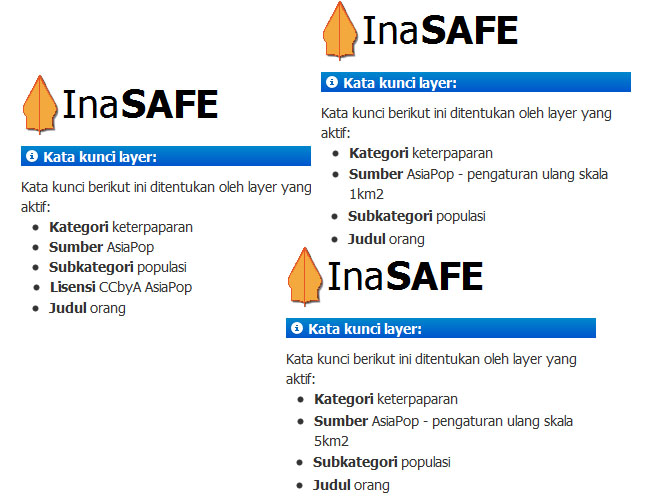 InaSAFE
Kata kunci layer:
Kata kunci berikut ini ditentukan oleh layer yang
aktif:
Kategori keterpaparan
Sumber AsiaPop
Subkategori populasi
Lisensi CCbyA AsiaPop
Judul orang
InaSAFE
Kata kunci layer:
Kata kunci berikut ini ditentukan oleh layer yang
aktif:
Kategori keterpaparan
Sumber AsiaPop - pengaturan ulang skala
1km2
Subkategori populasi
Judul orang
InaSAFE
Kata kunci layer:
Kata kunci berikut ini ditentukan oleh layer yang
aktif:
Kategori keterpaparan
Sumber AsiaPop - pengaturan ulang skala
5km2
Subkategori populasi
Judul orang